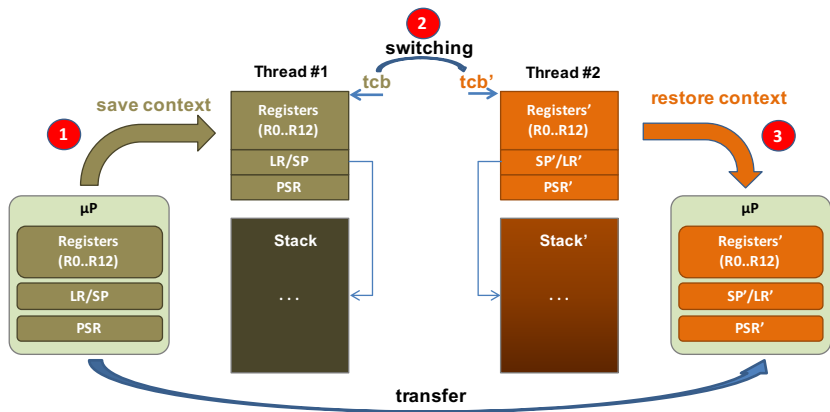 2
switching
Thread #1
tcb
tcb’
Thread #2
save context
restore context
1
3
Registers
(R0..R12)
LR/SP
PSR
Registers’
(R0..R12)
SP’/LR’
PSR’
µP
Registers
(R0..R12)
LR/SP
PSR
Stack
...
Stack’
...
µP
Registers’
(R0..R12)
SP’/LR’
PSR’
transfer